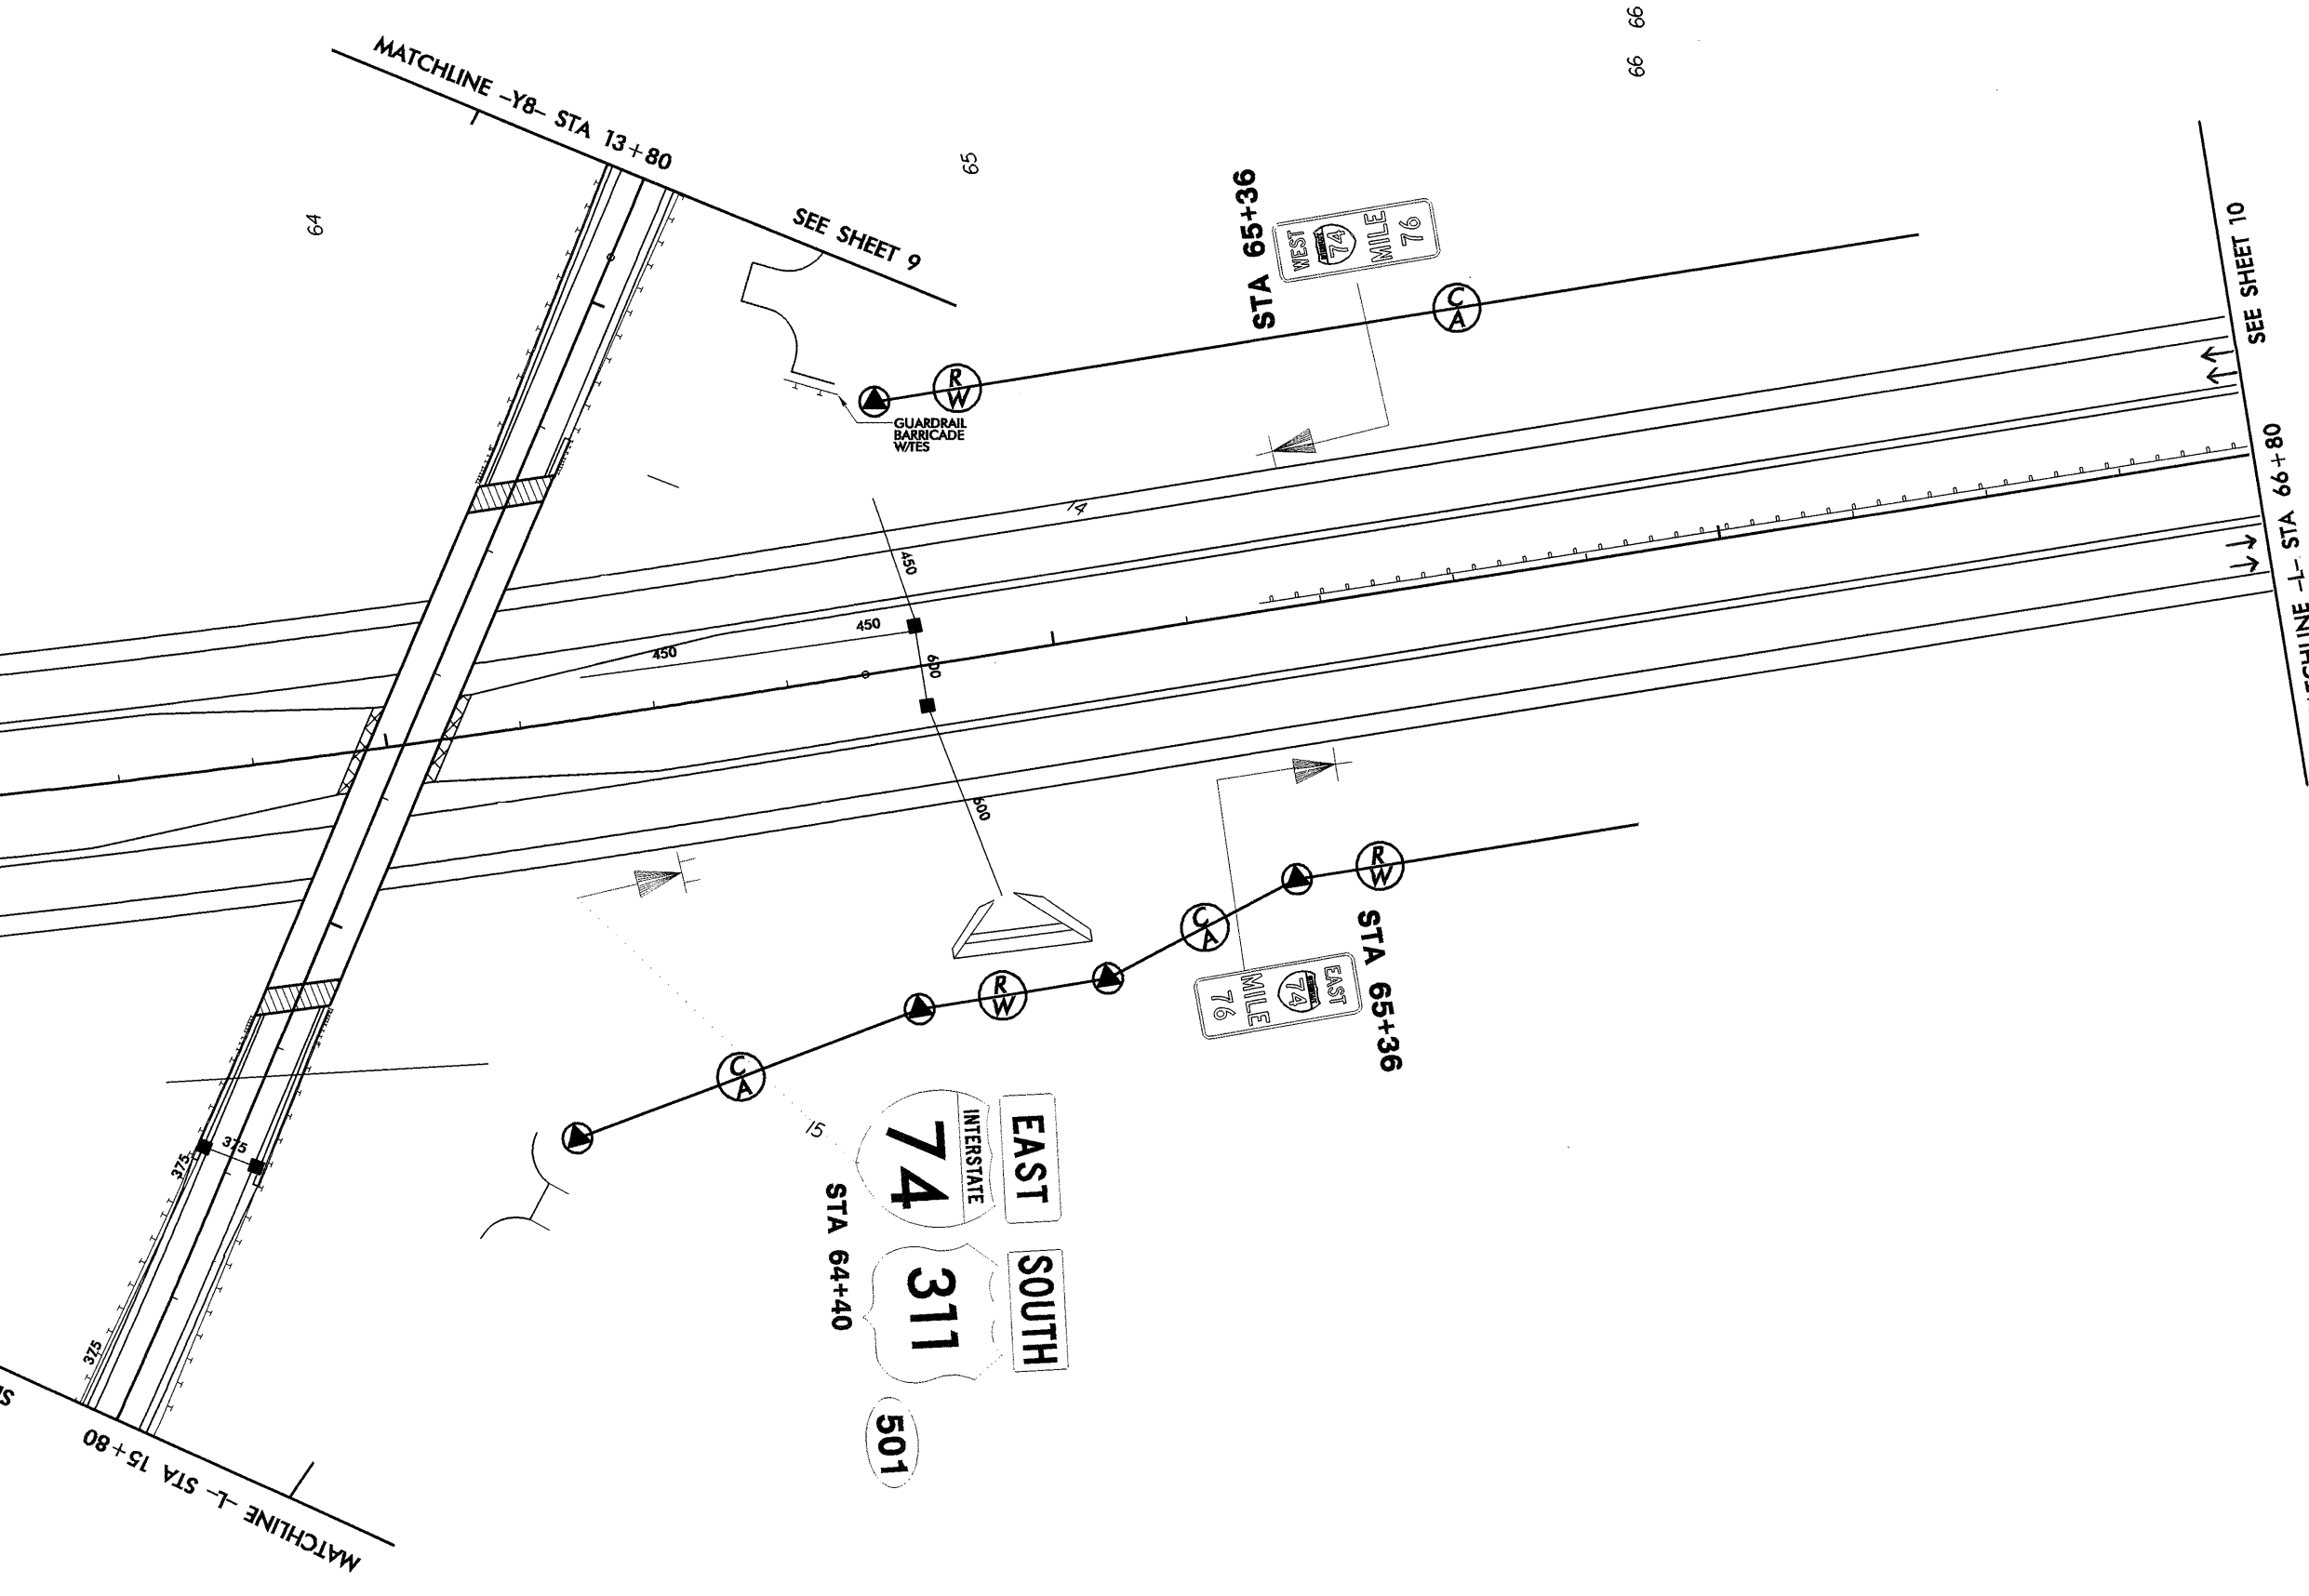 66
66
MATCHLINE -Y8- STA 13+80
SEE SHEET 9
64
65
STA 65+36
WEST
INTERSTATE
74
MILE
76
C
A
R
W
GUARDRAIL
BARRICADE
W/TES
SEE SHEET 10
MATCHLINE -L- STA 66+80
14
450
450
450
600
600
R
W
C
A
STA 65+36
EAST
74
MILE
76
R
W
C
A
15
EAST
INTERSTATE
74
SOUTH
311
501
STA 64+40
375
375
375
MATCHLINE -L- STA 15+80